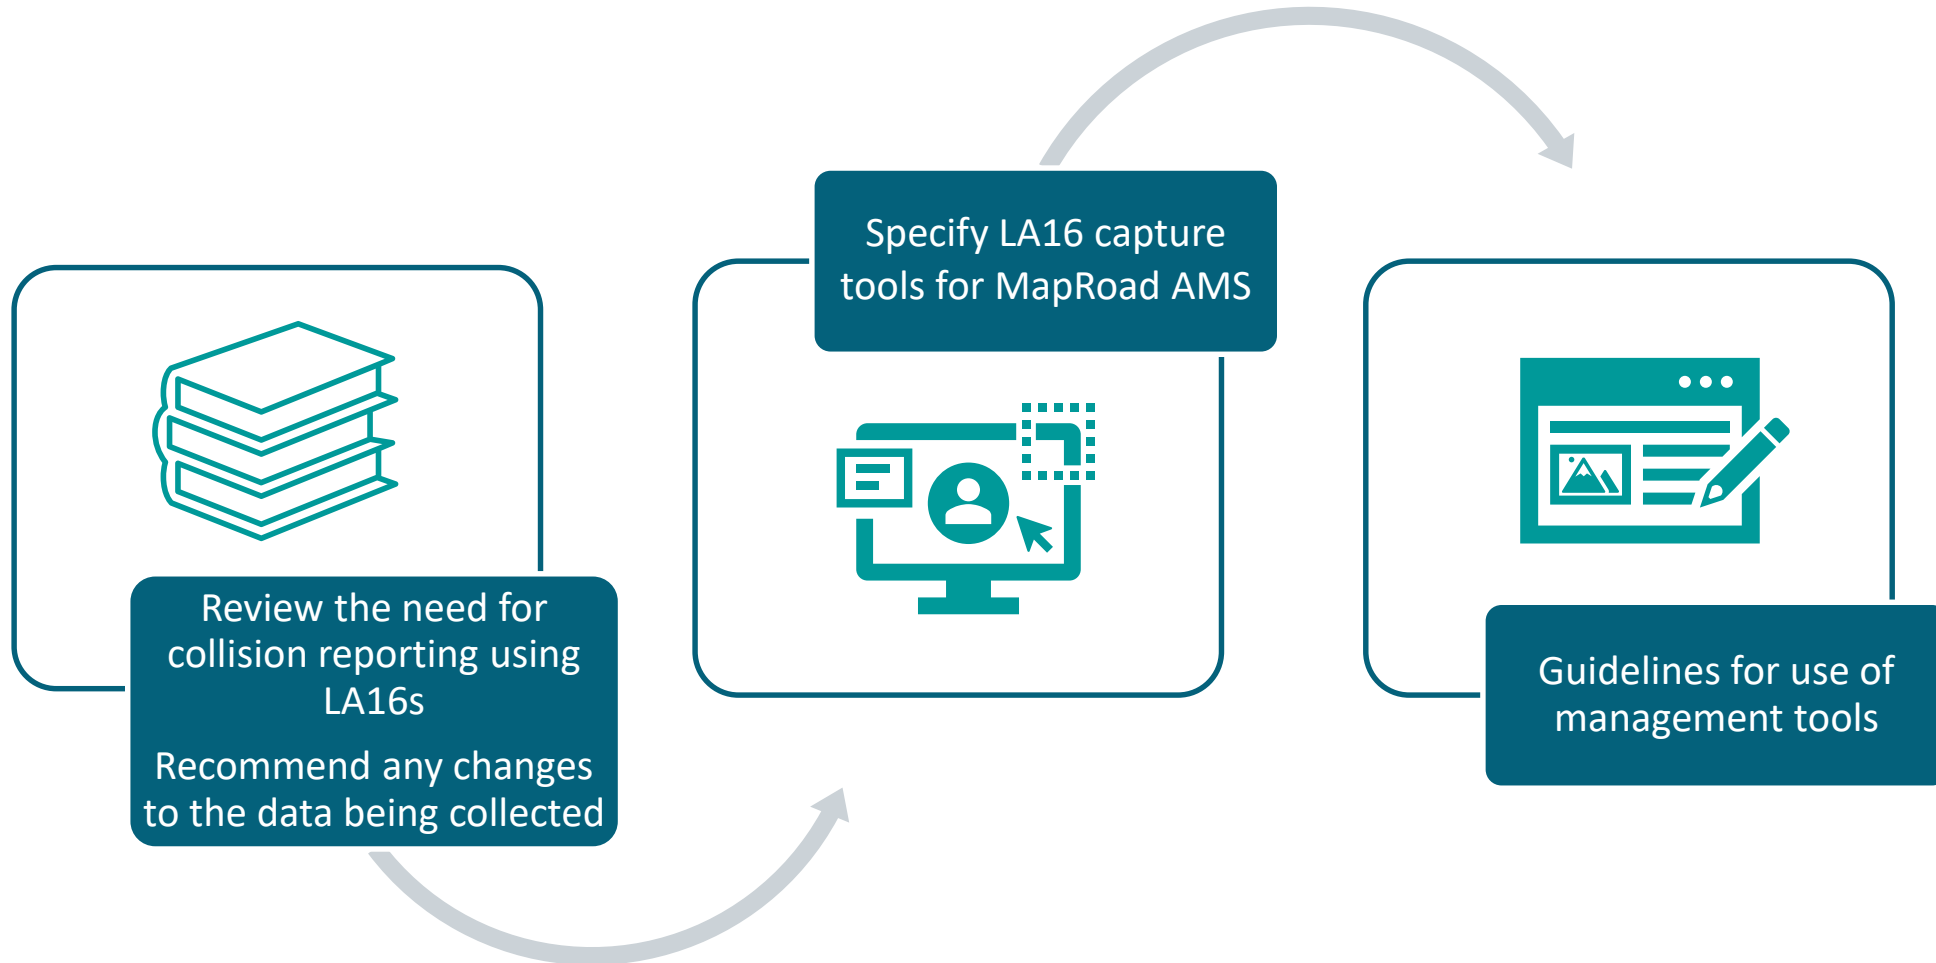 Review the need for
collision reporting using
LA16s
Recommend any changes
to the data being collected
Specify LA16 capture
tools for MapRoad AMS
Guidelines for use of
management tools